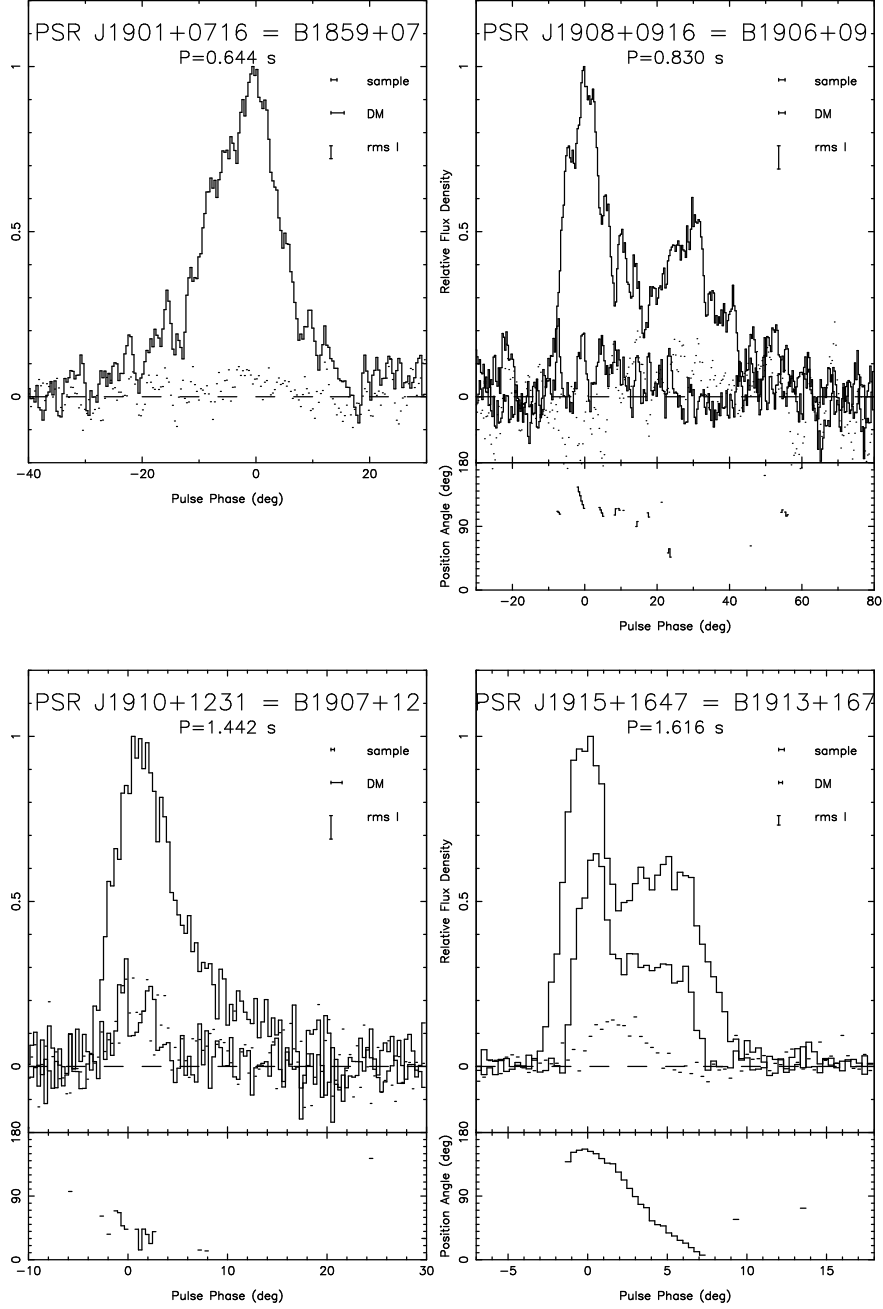 PSR J1901+0716 = B1859+07
P=0.644 s
sample
DM
rms I
1
0.5
0
−40
−20
0
20
Pulse Phase (deg)
PSR J1908+0916 = B1906+09
P=0.830 s
sample
DM
rms I
Relative Flux Density
1
0.5
0
Position Angle (deg)
180
90
0
−20
0
20
40
60
80
Pulse Phase (deg)
PSR J1910+1231 = B1907+12
P=1.442 s
sample
DM
rms I
1
0.5
0
180
90
0
−10
0
10
20
30
Pulse Phase (deg)
PSR J1915+1647 = B1913+167
P=1.616 s
sample
DM
rms I
Relative Flux Density
1
0.5
0
Position Angle (deg)
180
90
0
−5
0
5
10
15
Pulse Phase (deg)